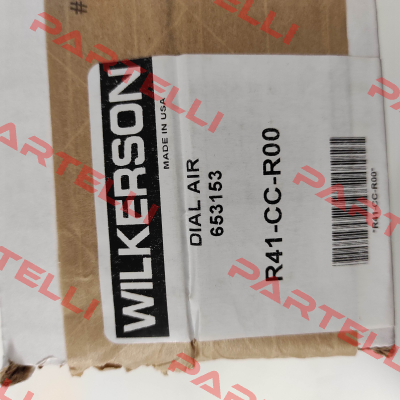 #
WILKERSON
MADE IN USA
DIAL AIR
653153
R41-CC-R00
*R41-CC-R00*
PARTELLI
PARTELLI
PARTELLI
PARTELLI
PARTELLI